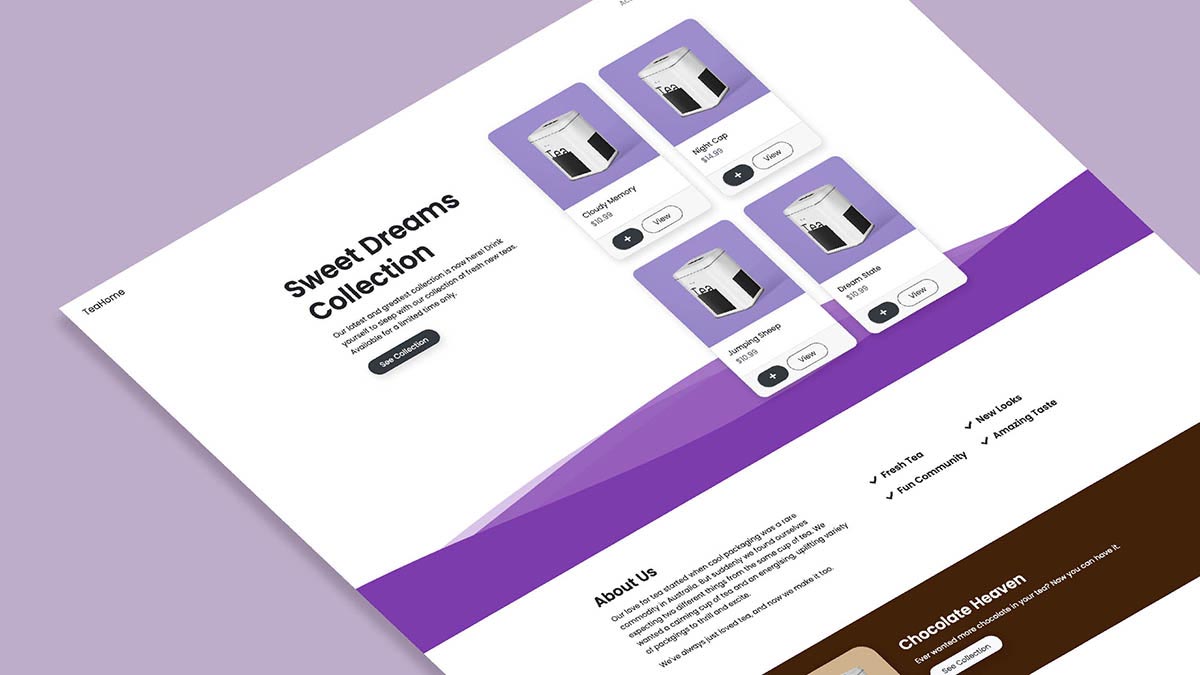 TeaHome
Sweet Dreams
Collection
Our latest and greatest collection is now here! Drink
yourself to sleep with our collection of fresh new teas.
Available for a limited time only.
See Collection
Tea
Cloudy Memory
$10.99
+
View
Tea
Night Cap
$14.99
+
View
Tea
Jumping Sheep
$10.99
+
View
Tea
Dream State
$10.99
+
View
About Us
Our love for tea started when cool packaging was a rare
commodity in Australia. But suddenly we found ourselves
expecting two different things from the same cup of tea. We
wanted a calming cup of tea and an energising, uplifting variety
of packgings to thrill and excite.
We've always just loved tea, and now we make it too.
Fresh Tea
New Looks
Fun Community
Amazing Taste
Chocolate Heaven
Ever wanted more chocolate in your tea? Now you can have it.
See Collection